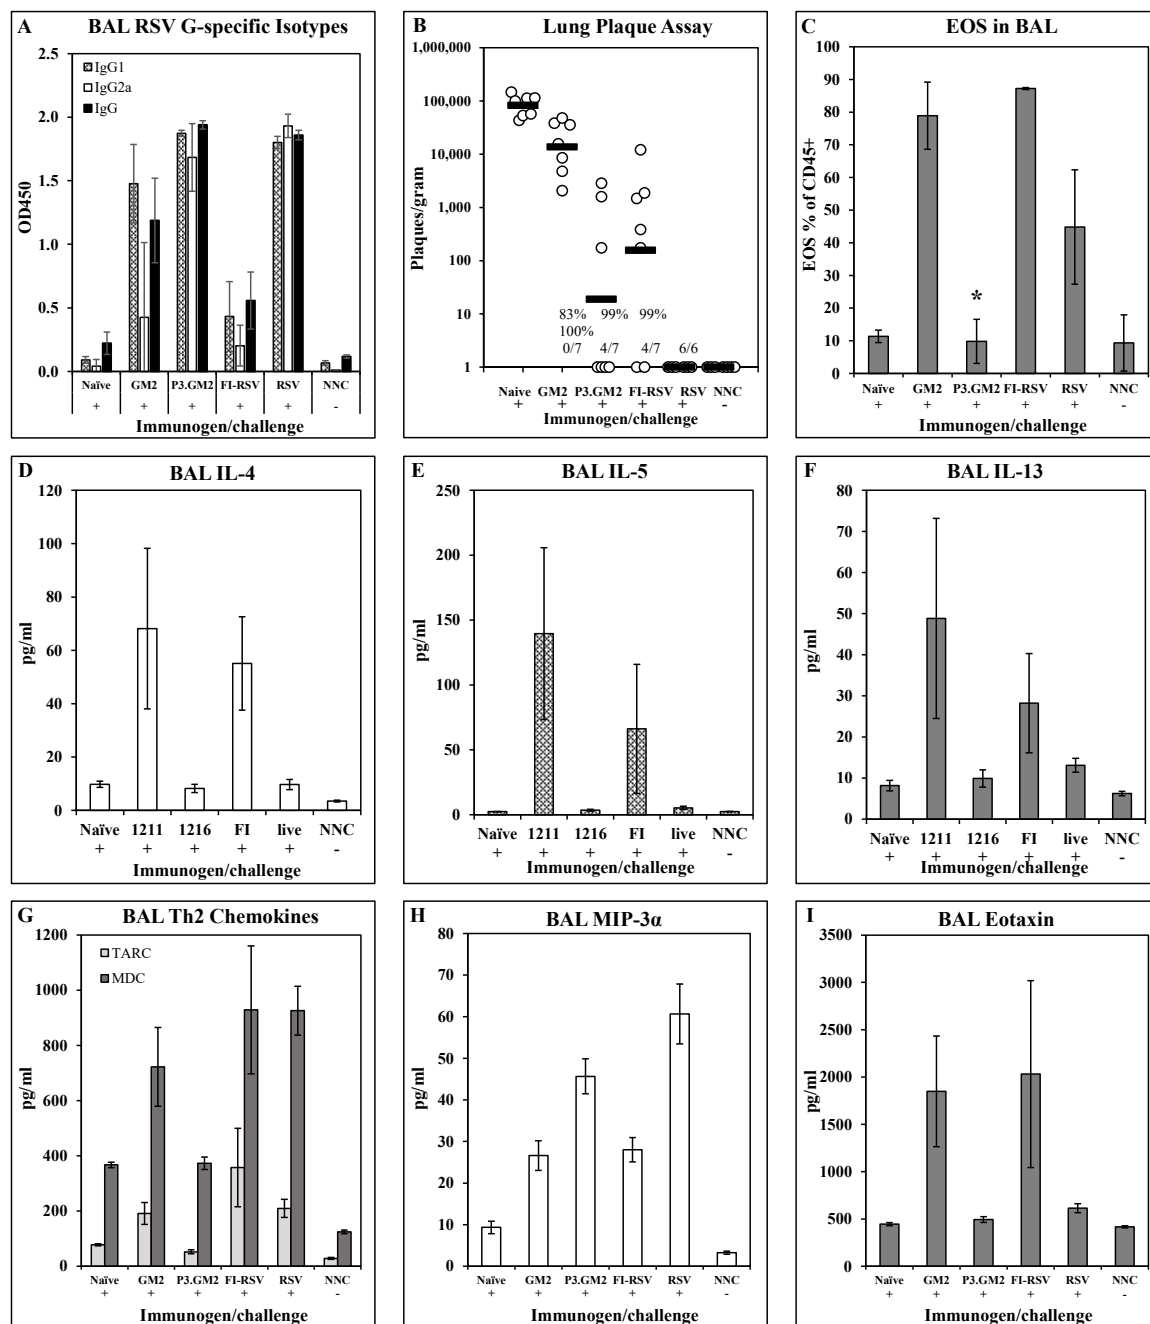 A BAL RSV G-specific Isotypes
2.5
2.0
1.5
1.0
0.5
0.0
OD450
IgG1
IgG2a
IgG
Naïve GM2 P3.GM2 FI-RSV RSV NNC
+ + + + + -
Immunogen/challenge
B Lung Plaque Assay
1,000,000
100,000
10,000
1,000
100
10
1
Plaques/gram
83% 99% 99%
100%
0/7 4/7 4/7 6/6
Naive GM2 P3.GM2 FI-RSV RSV NNC
+ + + + + -
Immunogen/challenge
C EOS in BAL
100
90
80
70
60
50
40
30
20
10
0
EOS % of CD45+
*
Naïve GM2 P3.GM2 FI-RSV RSV NNC
+ + + + + -
Immunogen/challenge
D BAL IL-4
120
100
80
60
40
20
0
pg/ml
Naïve 1211 1216 FI live NNC
+ + + + + -
Immunogen/challenge
E BAL IL-5
250
200
150
100
50
0
pg/ml
Naïve 1211 1216 FI live NNC
+ + + + + -
Immunogen/challenge
F BAL IL-13
80
70
60
50
40
30
20
10
0
pg/ml
Naïve 1211 1216 FI live NNC
+ + + + + -
Immunogen/challenge
G BAL Th2 Chemokines
1200
1000
800
600
400
200
0
pg/ml
TARC
MDC
Naïve GM2 P3.GM2 FI-RSV RSV NNC
+ + + + + -
Immunogen/challenge
H BAL MIP-3α
80
70
60
50
40
30
20
10
0
pg/ml
Naïve GM2 P3.GM2 FI-RSV RSV NNC
+ + + + + -
Immunogen/challenge
I BAL Eotaxin
3500
3000
2500
2000
1500
1000
500
0
pg/ml
Naïve GM2 P3.GM2 FI-RSV RSV NNC
+ + + + + -
Immunogen/challenge